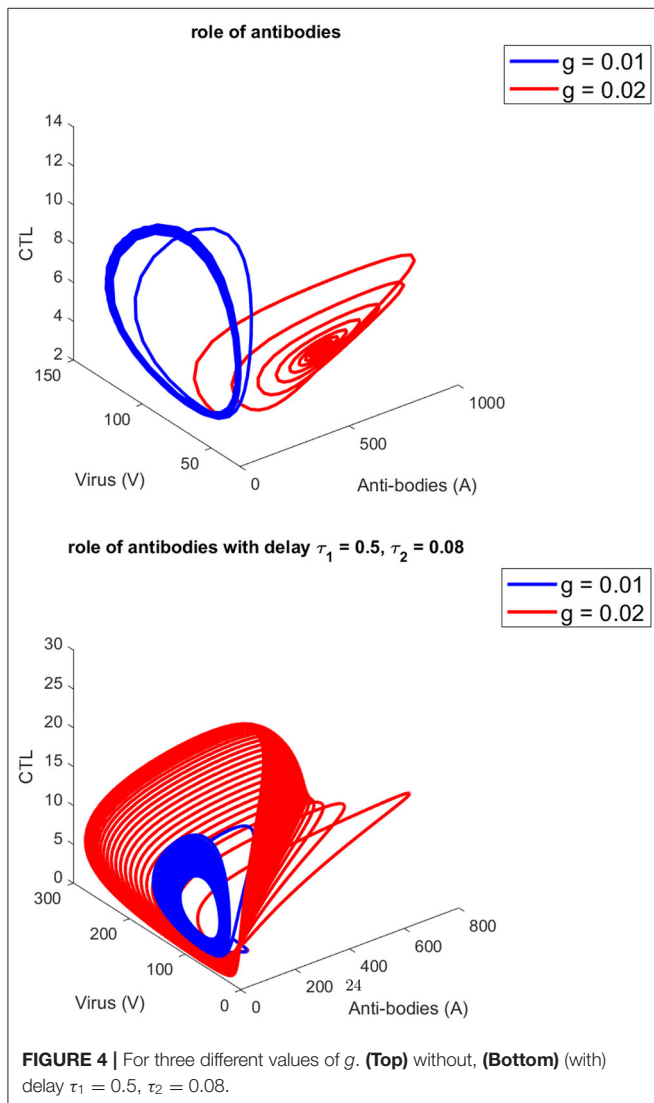 role of antibodies
g = 0.01
g = 0.02
14
12
10
8
6
4
2
CTL
150
100
50
Virus (V)
0
500
1000
Anti-bodies (A)
role of antibodies with delay τ1 = 0.5, τ2 = 0.08
g = 0.01
g = 0.02
30
25
20
15
10
5
0
CTL
300
200
100
0
Virus (V)
0
200
400
600
800
24
Anti-bodies (A)
FIGURE 4 | For three different values of g. (Top) without, (Bottom) (with)
delay τ1 = 0.5, τ2 = 0.08.